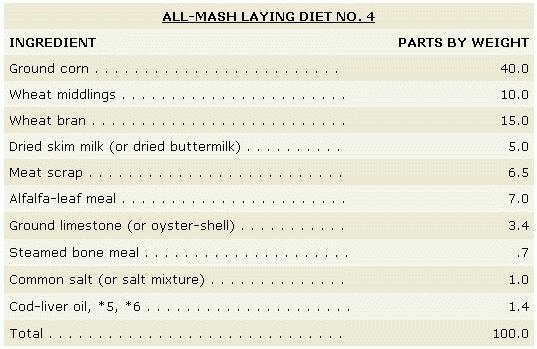 ALL-MASH LAYING DIET NO. 4
INGREDIENT PARTS BY WEIGHT
Ground corn . . . . . . . . . . . . . . . . . . . . . . . . . 40.0
Wheat middlings . . . . . . . . . . . . . . . . . . . . . . . 10.0
Wheat bran . . . . . . . . . . . . . . . . . . . . . . . . . . 15.0
Dried skim milk (or dried buttermilk) . . . . . . . . . . 5.0
Meat scrap . . . . . . . . . . . . . . . . . . . . . . . . . . 6.5
Alfalfa-leaf meal . . . . . . . . . . . . . . . . . . . . . . . 7.0
Ground limestone (or oyster-shell) . . . . . . . . . . . 3.4
Steamed bone meal . . . . . . . . . . . . . . . . . . . . . .7
Common salt (or salt mixture) . . . . . . . . . . . . . . 1.0
Cod-liver oil, *5, *6 . . . . . . . . . . . . . . . . . . . . . 1.4
Total . . . . . . . . . . . . . . . . . . . . . . . . . . . . . . 100.0